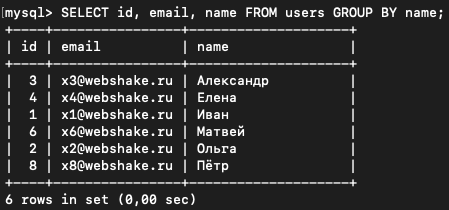 [mysql> SELECT id, email, name FROM users GROUP BY name;
+----+----------------+--------------------+
| id | email          | name               |
+----+----------------+--------------------+
|  3 | x3@webshake.ru | Александр          |
|  4 | x4@webshake.ru | Елена              |
|  1 | x1@webshake.ru | Иван               |
|  6 | x6@webshake.ru | Матвей             |
|  2 | x2@webshake.ru | Ольга              |
|  8 | x8@webshake.ru | Пётр               |
+----+----------------+--------------------+
6 rows in set (0,00 sec)